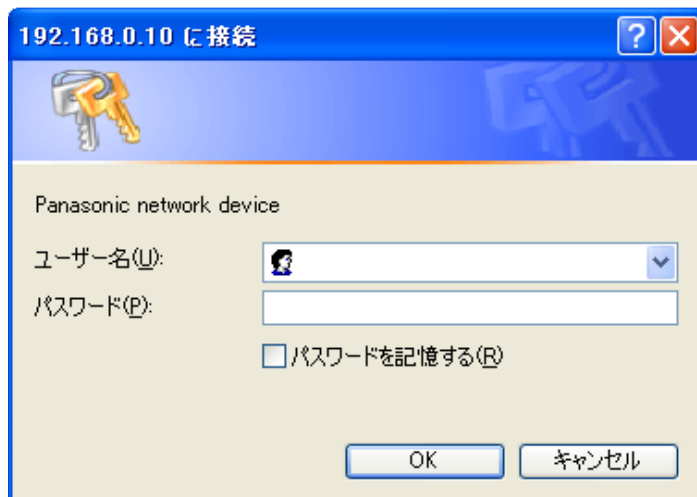 192.168.0.10 に接続
Panasonic network device
ユーザー名(U):
パスワード(P):
パスワードを記憶する(R)
OK キャンセル